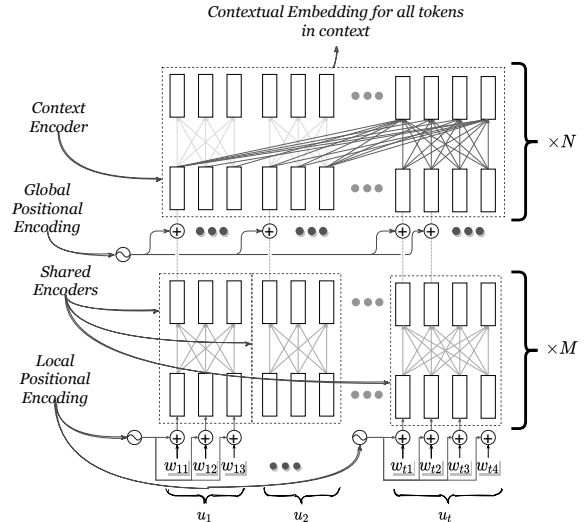 Contextual Embedding for all tokens
in context
Context
Encoder
×N
Global
Positional
Encoding
Shared
Encoders
×M
Local
Positional
Encoding
w11 w12 w13 wt1 wt2 wt3 wt4
u1 u2 ut